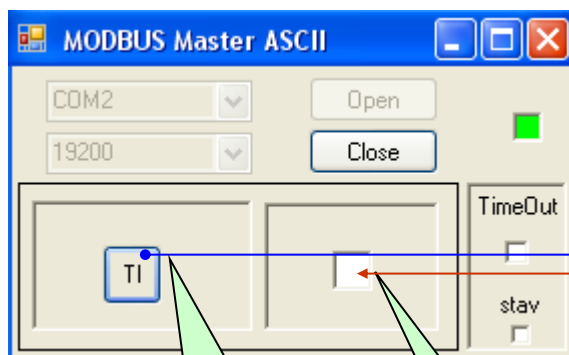 MODBUS Master ASCII
COM2
Open
19200
Close
TimeOut
TI
stav